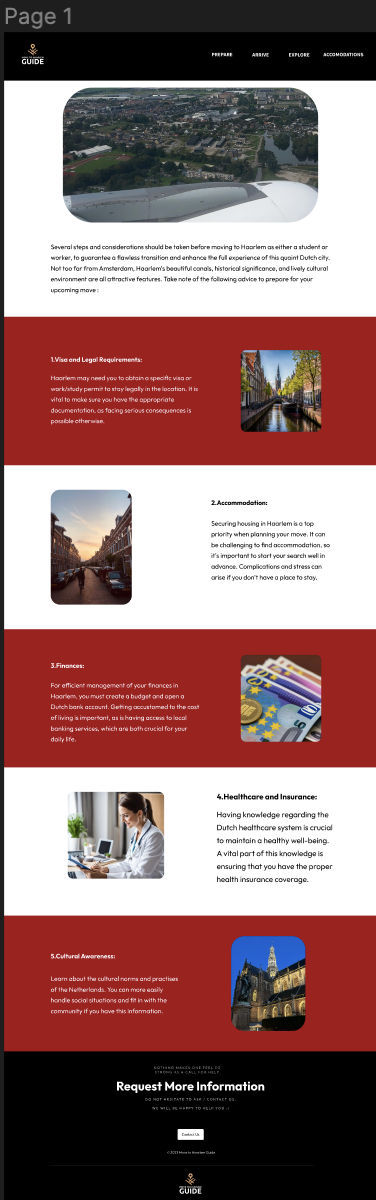 Page 1
GUIDE
PREPARE ARRIVE EXPLORE ACCOMODATIONS
Several steps and considerations should be taken before moving to Haarlem as either a student or
worker, to guarantee a flawless transition and enhance the full experience of this quaint Dutch city.
Not too far from Amsterdam, Haarlem's beautiful canals, historical significance, and lively cultural
environment are all attractive features. Take note of the following advice to prepare for your
upcoming move :
1.Visa and Legal Requirements:
Haarlem may need you to obtain a specific visa or
work/study permit to stay legally in the location. It is
vital to make sure you have the appropriate
documentation, as facing serious consequences is
possible otherwise.
2.Accommodation:
Securing housing in Haarlem is a top
priority when planning your move. It can
be challenging to find accommodation, so
it's important to start your search well in
advance. Complications and stress can
arise if you don't have a place to stay.
3.Finances:
For efficient management of your finances in
Haarlem, you must create a budget and open a
Dutch bank account. Getting accustomed to the cost
of living is important, as is having access to local
banking services, which are both crucial for your
daily life.
4.Healthcare and Insurance:
Having knowledge regarding the
Dutch healthcare system is crucial
to maintain a healthy well-being.
A vital part of this knowledge is
ensuring that you have the proper
health insurance coverage.
5.Cultural Awareness:
Learn about the cultural norms and practises
of the Netherlands. You can more easily
handle social situations and fit in with the
community if you have this information.
NOTHING MAKES ONE FEEL SO
STRONG AS A CALL FOR HELP
Request More Information
DO NOT HESITATE TO ASK / CONTACT US.
WE WILL BE HAPPY TO HELP YOU :)
Contact Us
©2023 Move to Haarlem Guide
GUIDE